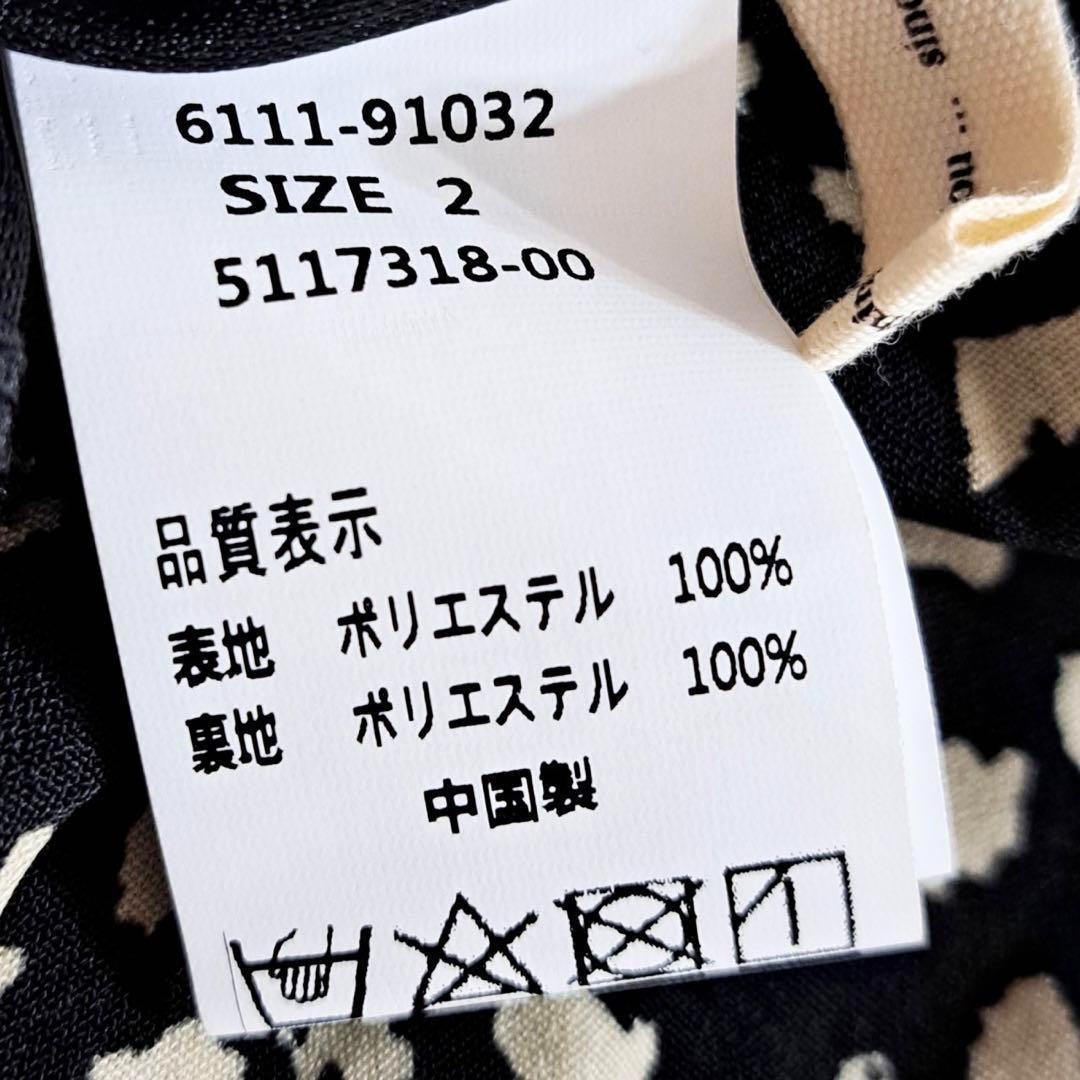 6111-91032
SIZE 2
5117318-00
品質表示
表地 ポリエステル 100%
裏地 ポリエステル 100%
中国製